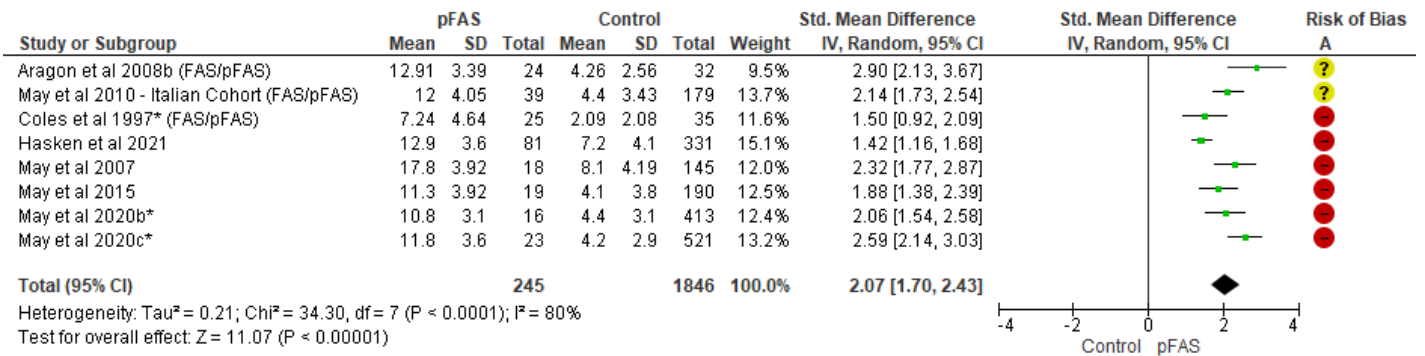 pFAS Control Std. Mean Difference Std. Mean Difference Risk of Bias
Study or Subgroup Mean SD Total Mean SD Total Weight IV, Random, 95% CI IV, Random, 95% CI A
Aragon et al 2008b (FAS/pFAS) 12.91 3.39 24 4.26 2.56 32 9.5% 2.90 [2.13, 3.67] ?
May et al 2010 - Italian Cohort (FAS/pFAS) 12 4.05 39 4.4 3.43 179 13.7% 2.14 [1.73, 2.54] ?
Coles et al 1997* (FAS/pFAS) 7.24 4.64 25 2.09 2.08 35 11.6% 1.50 [0.92, 2.09] -
Hasken et al 2021 12.9 3.6 81 7.2 4.1 331 15.1% 1.42 [1.16, 1.68] -
May et al 2007 17.8 3.92 18 8.1 4.19 145 12.0% 2.32 [1.77, 2.87] -
May et al 2015 11.3 3.92 19 4.1 3.8 190 12.5% 1.88 [1.38, 2.39] -
May et al 2020b* 10.8 3.1 16 4.4 3.1 413 12.4% 2.06 [1.54, 2.58] -
May et al 2020c* 11.8 3.6 23 4.2 2.9 521 13.2% 2.59 [2.14, 3.03] -
Total (95% CI) 245 1846 100.0% 2.07 [1.70, 2.43]
Heterogeneity: Tau² = 0.21; Chi² = 34.30, df = 7 (P < 0.0001); I² = 80%
Test for overall effect: Z = 11.07 (P < 0.00001)
-4 -2 0 2 4
Control pFAS